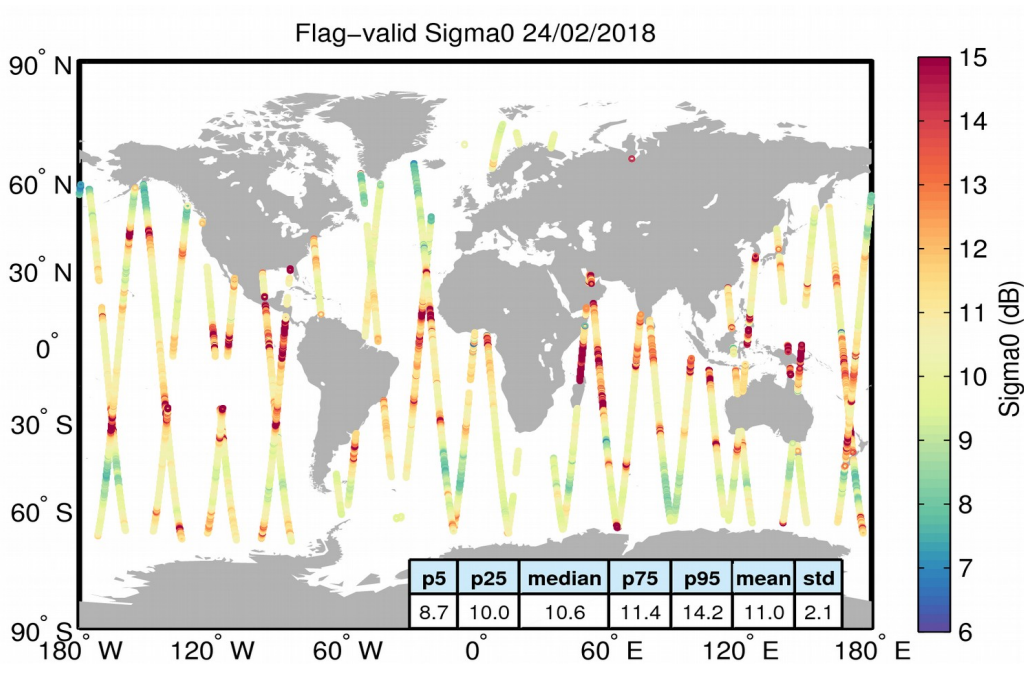 Flag−valid Sigma0 24/02/2018
90° N
60° N
30° N
0°
30° S
60° S
90° S
180° W
120° W
60° W
0°
60° E
120° E
180° E
p5 p25 median p75 p95 mean std
8.7 10.0 10.6 11.4 14.2 11.0 2.1
15
14
13
12
11
10
9
8
7
6
Sigma0 (dB)